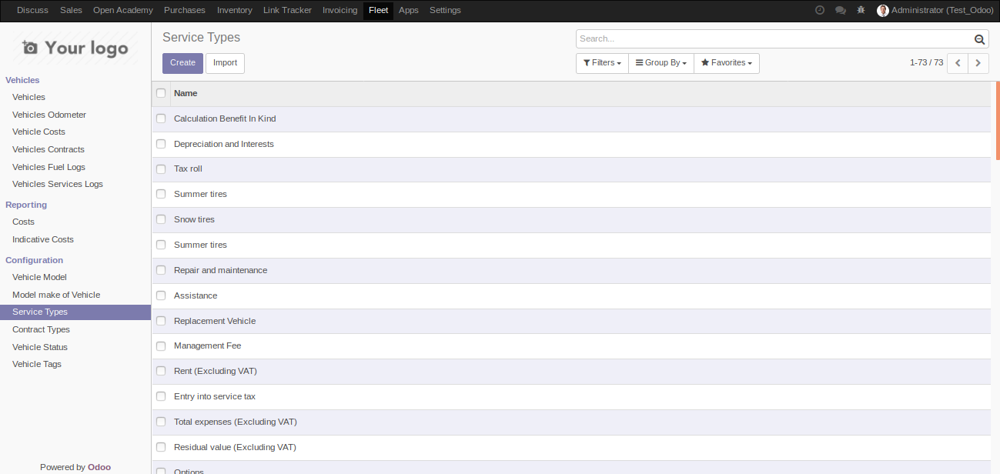 Discuss Sales Open Academy Purchases Inventory Link Tracker Invoicing Fleet Apps Settings Administrator (Test_Odoo)
Your logo
Vehicles
Vehicles
Vehicles Odometer
Vehicle Costs
Vehicles Contracts
Vehicles Fuel Logs
Vehicles Services Logs
Reporting
Costs
Indicative Costs
Configuration
Vehicle Model
Model make of Vehicle
Service Types
Contract Types
Vehicle Status
Vehicle Tags
Powered by Odoo
Service Types
Search...
Create Import
Filters Group By Favorites
1-73 / 73
Name
Calculation Benefit In Kind
Depreciation and Interests
Tax roll
Summer tires
Snow tires
Summer tires
Repair and maintenance
Assistance
Replacement Vehicle
Management Fee
Rent (Excluding VAT)
Entry into service tax
Total expenses (Excluding VAT)
Residual value (Excluding VAT)
Options